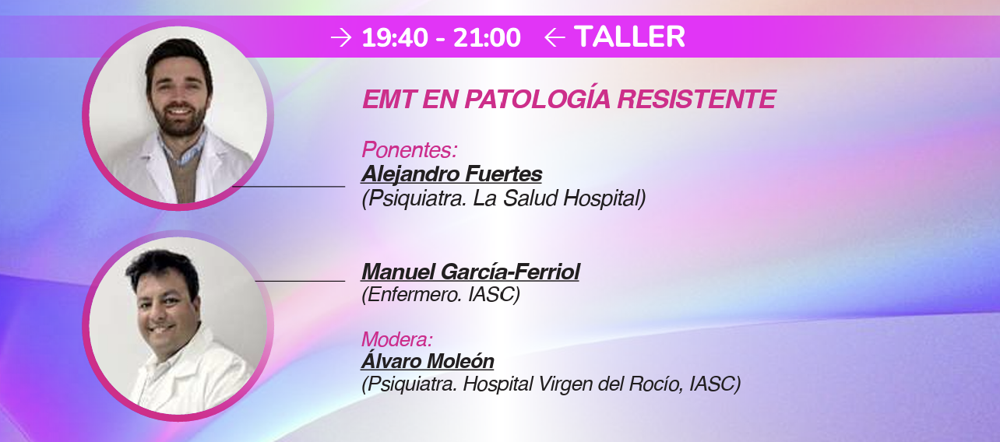 → 19:40 - 21:00 ← TALLER
EMT EN PATOLOGÍA RESISTENTE
Ponentes:
Alejandro Fuertes
(Psiquiatra. La Salud Hospital)
Manuel García-Ferriol
(Enfermero. IASC)
Modera:
Álvaro Moleón
(Psiquiatra. Hospital Virgen del Rocío, IASC)